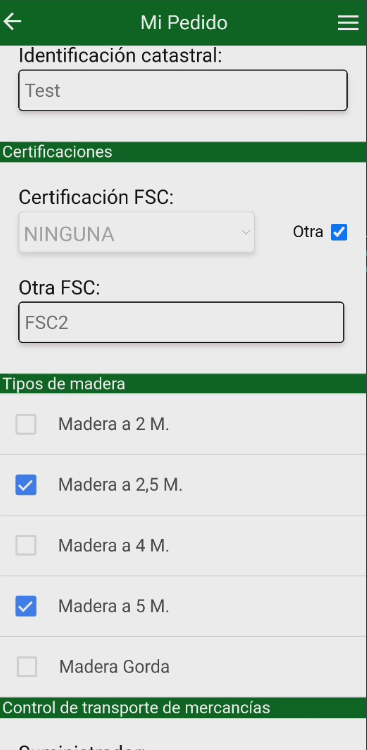 Mi Pedido
Identificación catastral:
Test
Certificaciones
Certificación FSC:
NINGUNA
Otra
Otra FSC:
FSC2
Tipos de madera
Madera a 2 M.
Madera a 2,5 M.
Madera a 4 M.
Madera a 5 M.
Madera Gorda
Control de transporte de mercancías
Suministrador: